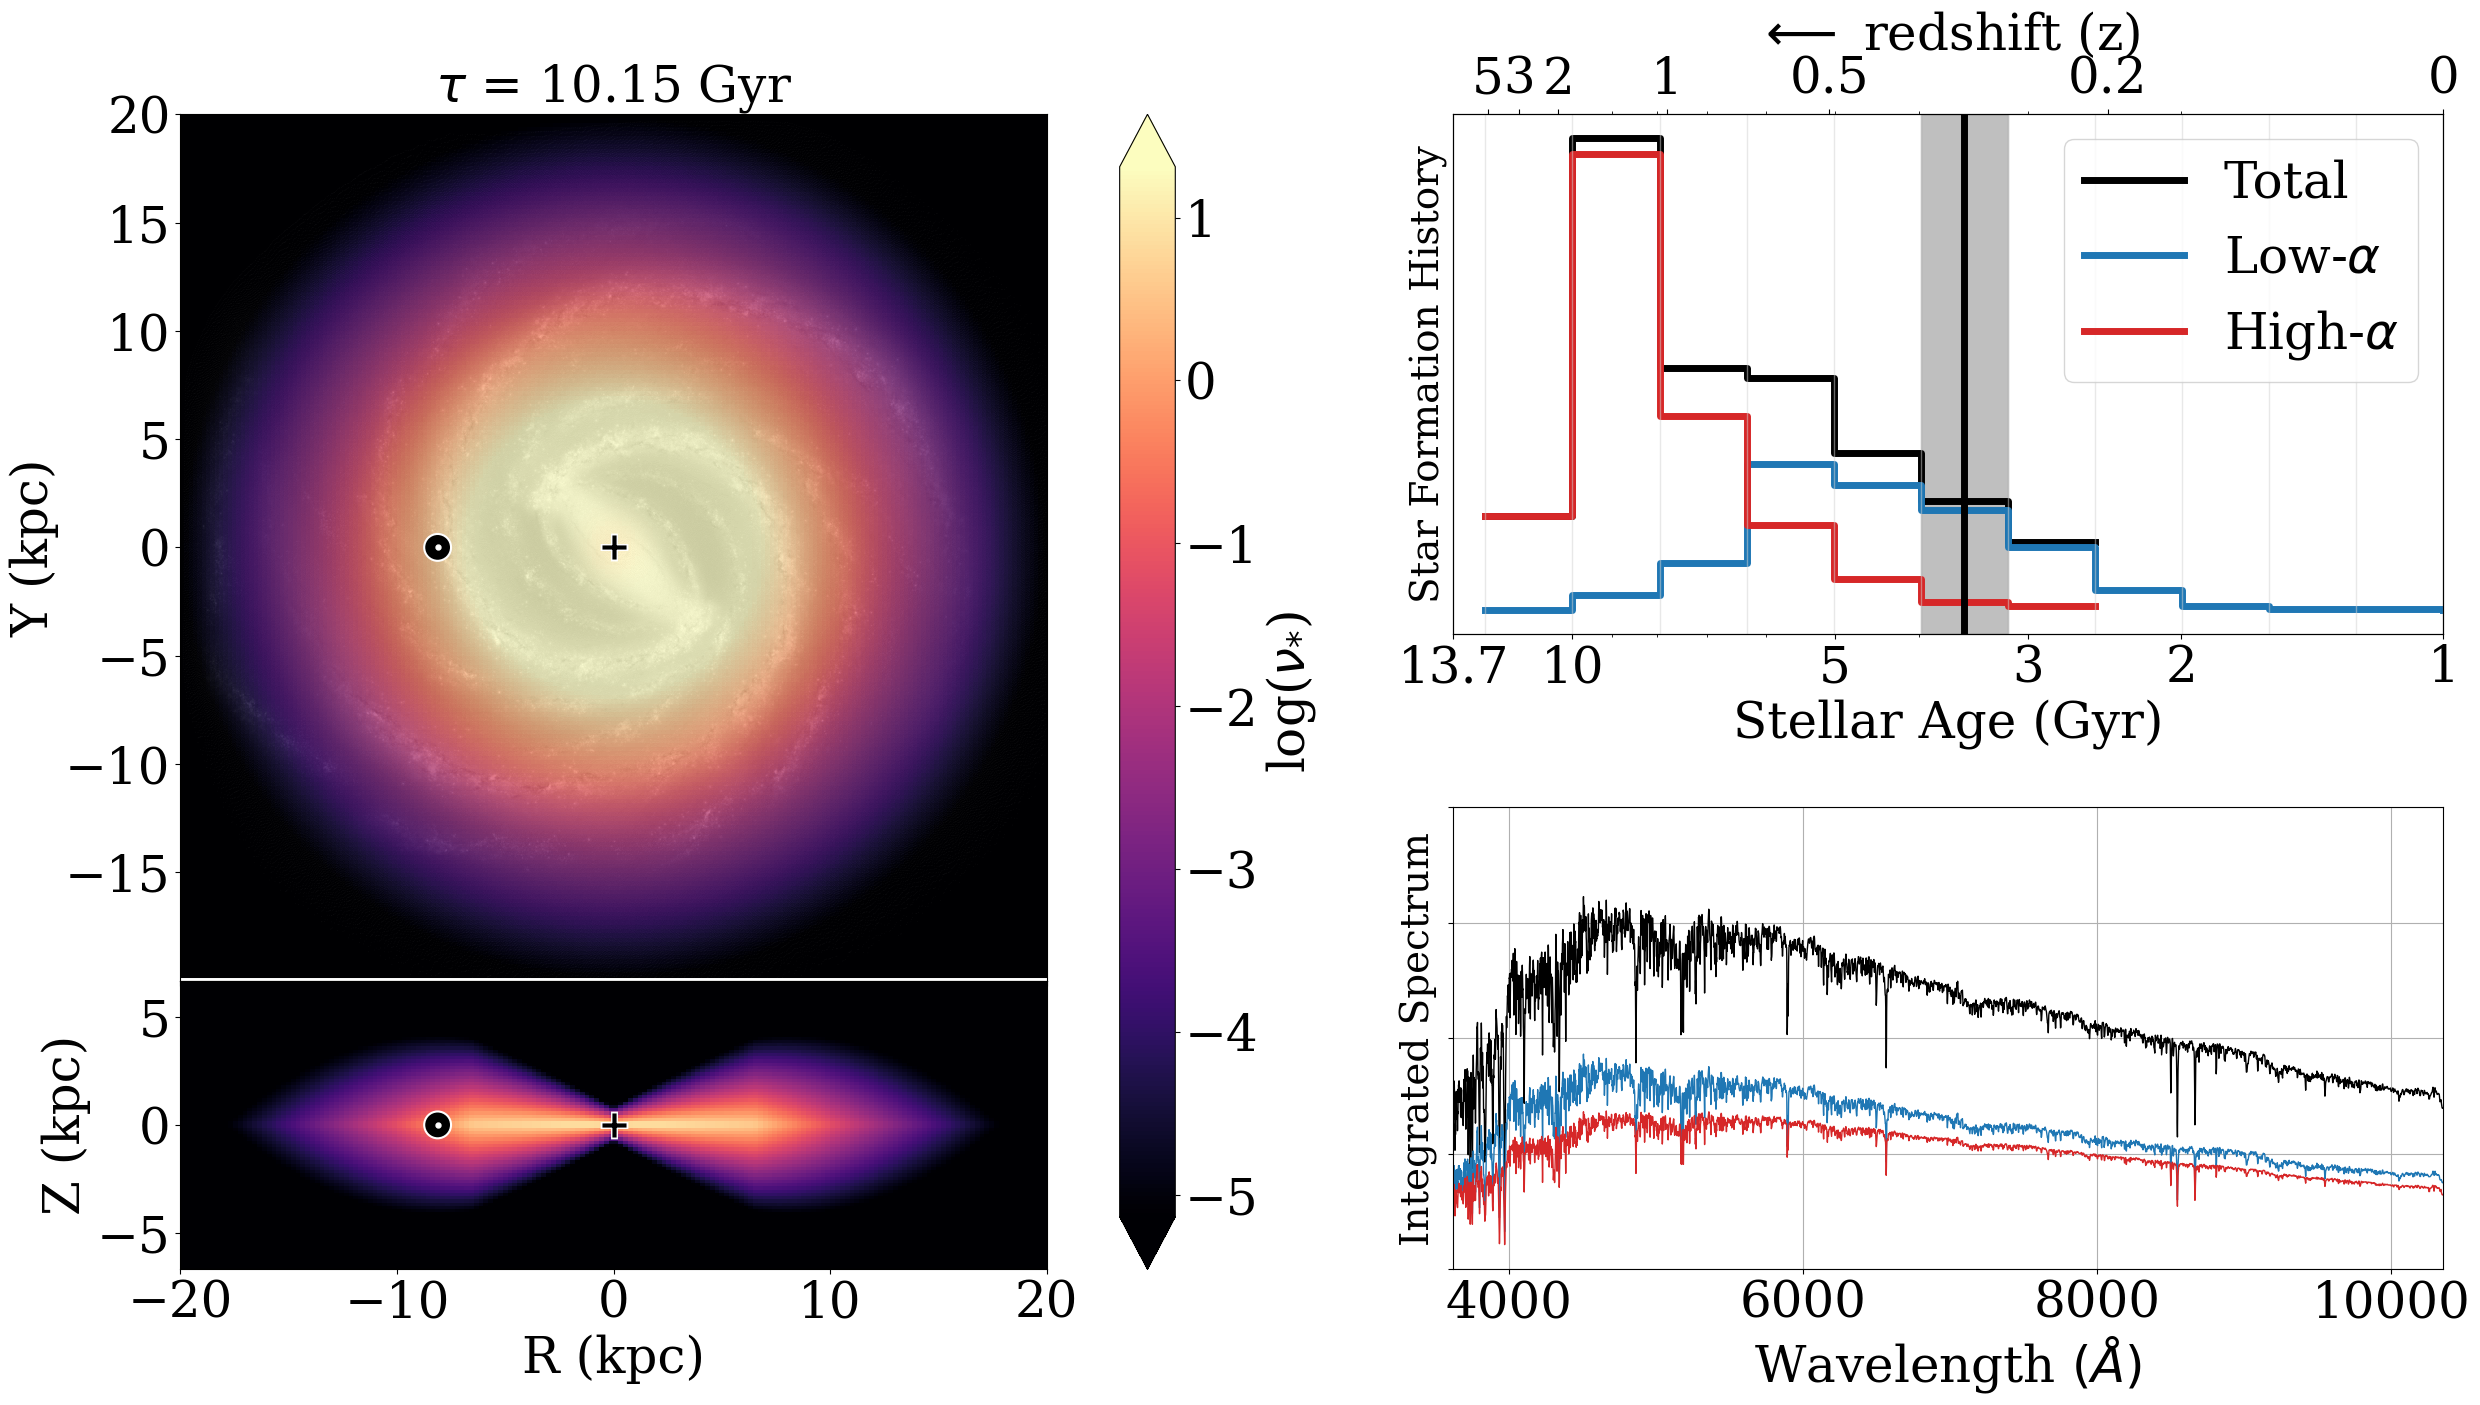 τ = 10.15 Gyr
20
15
10
5
0
−5
−10
−15
Y (kpc)
5
0
−5
Z (kpc)
−20 −10 0 10 20
R (kpc)
1
0
−1
−2
−3
−4
−5
log(ν*)
⟵ redshift (z)
5 3 2 1 0.5 0.2 0
Star Formation History
Total
Low-α
High-α
13.7 10 5 3 2 1
Stellar Age (Gyr)
Integrated Spectrum
4000 6000 8000 10000
Wavelength (Å)